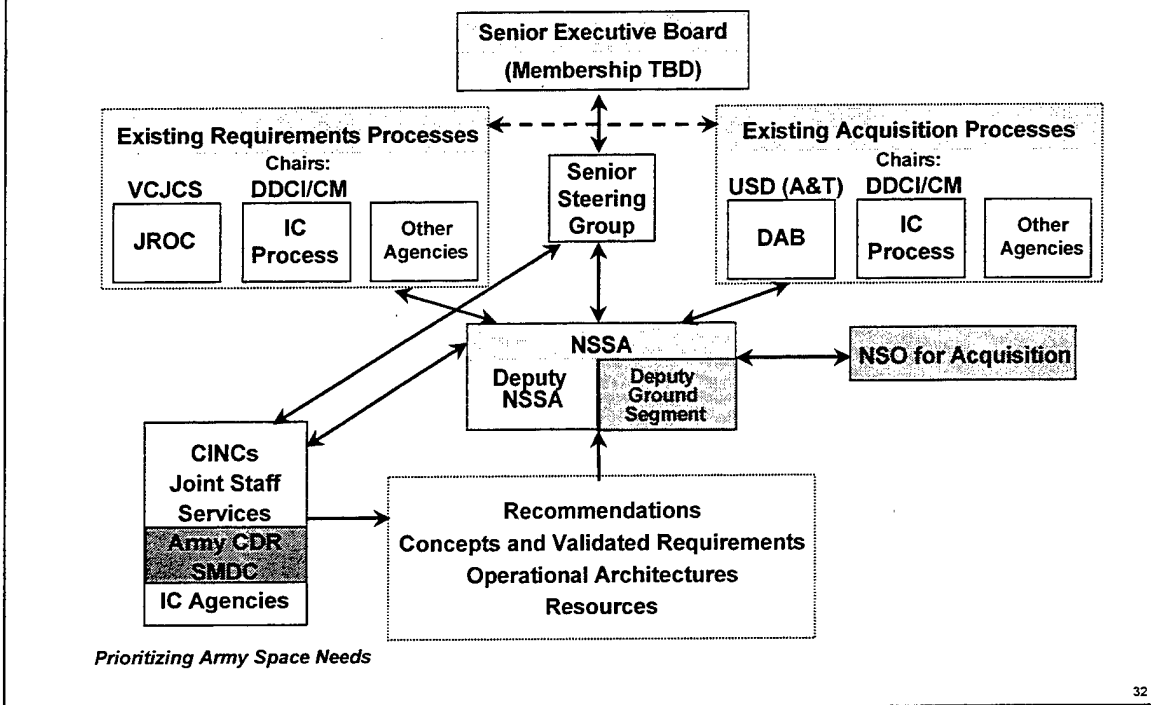 Senior Executive Board
(Membership TBD)
Existing Requirements Processes
Chairs:
VCJCS
DDCI/CM
JROC
IC
Process
Other
Agencies
Senior
Steering
Group
Existing Acquisition Processes
Chairs:
USD (A&T)
DDCI/CM
DAB
IC
Process
Other
Agencies
NSSA
Deputy
NSSA
Deputy
Ground
Segment
NSO for Acquisition
CINCs
Joint Staff
Services
Army CDR
SMDC
IC Agencies
Recommendations
Concepts and Validated Requirements
Operational Architectures
Resources
Prioritizing Army Space Needs
32